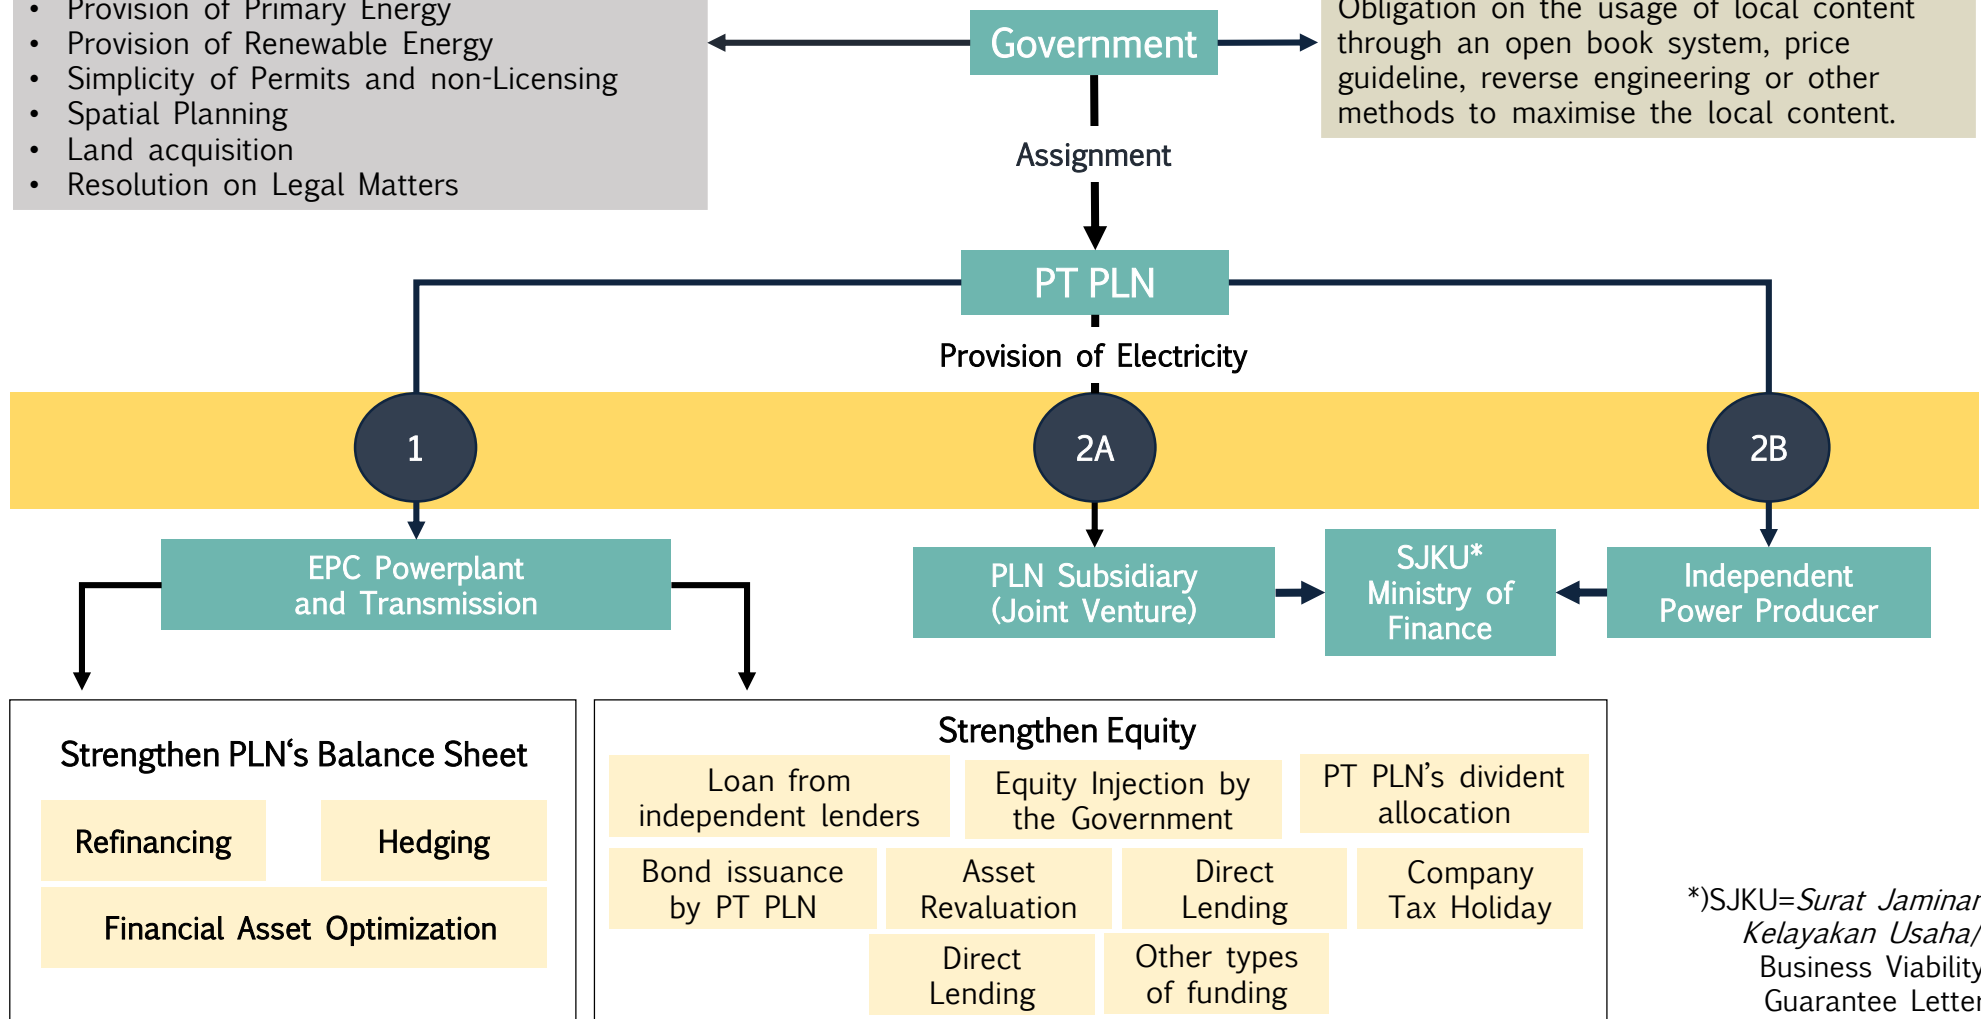 • Provision of Primary Energy
• Provision of Renewable Energy
• Simplicity of Permits and non-Licensing
• Spatial Planning
• Land acquisition
• Resolution on Legal Matters
Government
Obligation on the usage of local content
through an open book system, price
guideline, reverse engineering or other
methods to maximise the local content.
Assignment
PT PLN
Provision of Electricity
1
2A
2B
EPC Powerplant
and Transmission
PLN Subsidiary
(Joint Venture)
SJKU*
Ministry of
Finance
Independent
Power Producer
Strengthen PLN‘s Balance Sheet
Refinancing
Hedging
Financial Asset Optimization
Strengthen Equity
Loan from
independent lenders
Equity Injection by
the Government
PT PLN’s divident
allocation
Bond issuance
by PT PLN
Asset
Revaluation
Direct
Lending
Company
Tax Holiday
Direct
Lending
Other types
of funding
*)SJKU=Surat Jaminan
Kelayakan Usaha/
Business Viability
Guarantee Letter